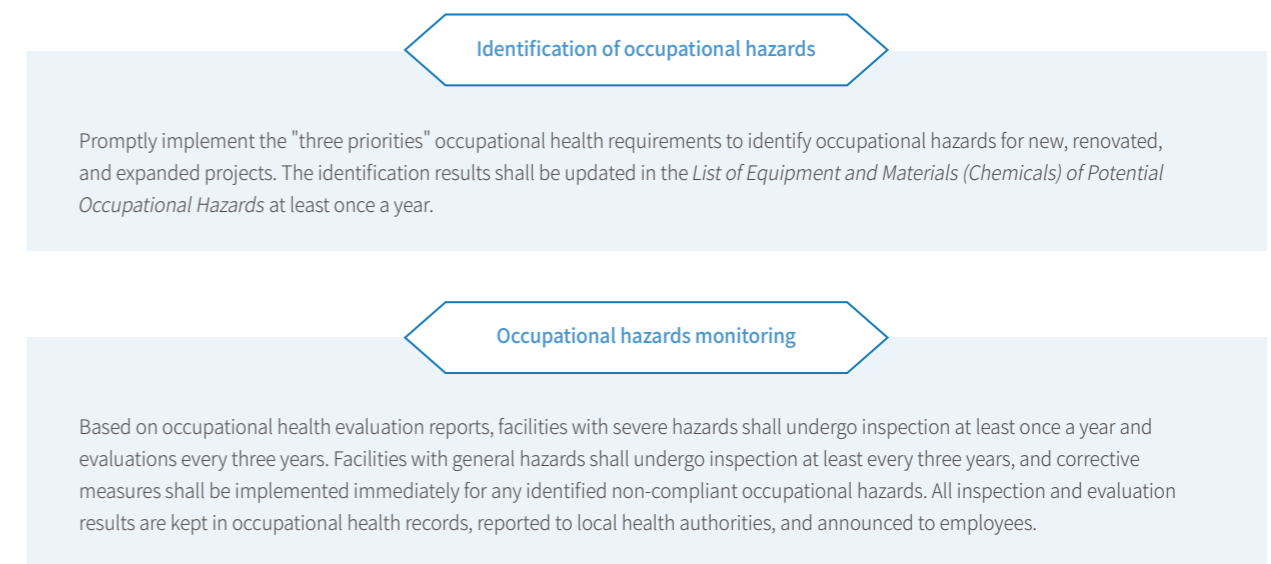 Identification of occupational hazards
Promptly implement the "three priorities" occupational health requirements to identify occupational hazards for new, renovated,
and expanded projects. The identification results shall be updated in the List of Equipment and Materials (Chemicals) of Potential
Occupational Hazards at least once a year.
Occupational hazards monitoring
Based on occupational health evaluation reports, facilities with severe hazards shall undergo inspection at least once a year and
evaluations every three years. Facilities with general hazards shall undergo inspection at least every three years, and corrective
measures shall be implemented immediately for any identified non-compliant occupational hazards. All inspection and evaluation
results are kept in occupational health records, reported to local health authorities, and announced to employees.